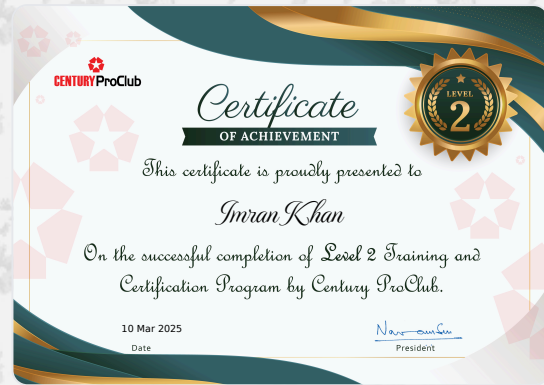 CENTURY ProClub
LEVEL
2
Certificate
OF ACHIEVEMENT
This certificate is proudly presented to
Imran Khan
On the successful completion of Level 2 Training and
Certification Program by Century ProClub.
10 Mar 2025
Date
President